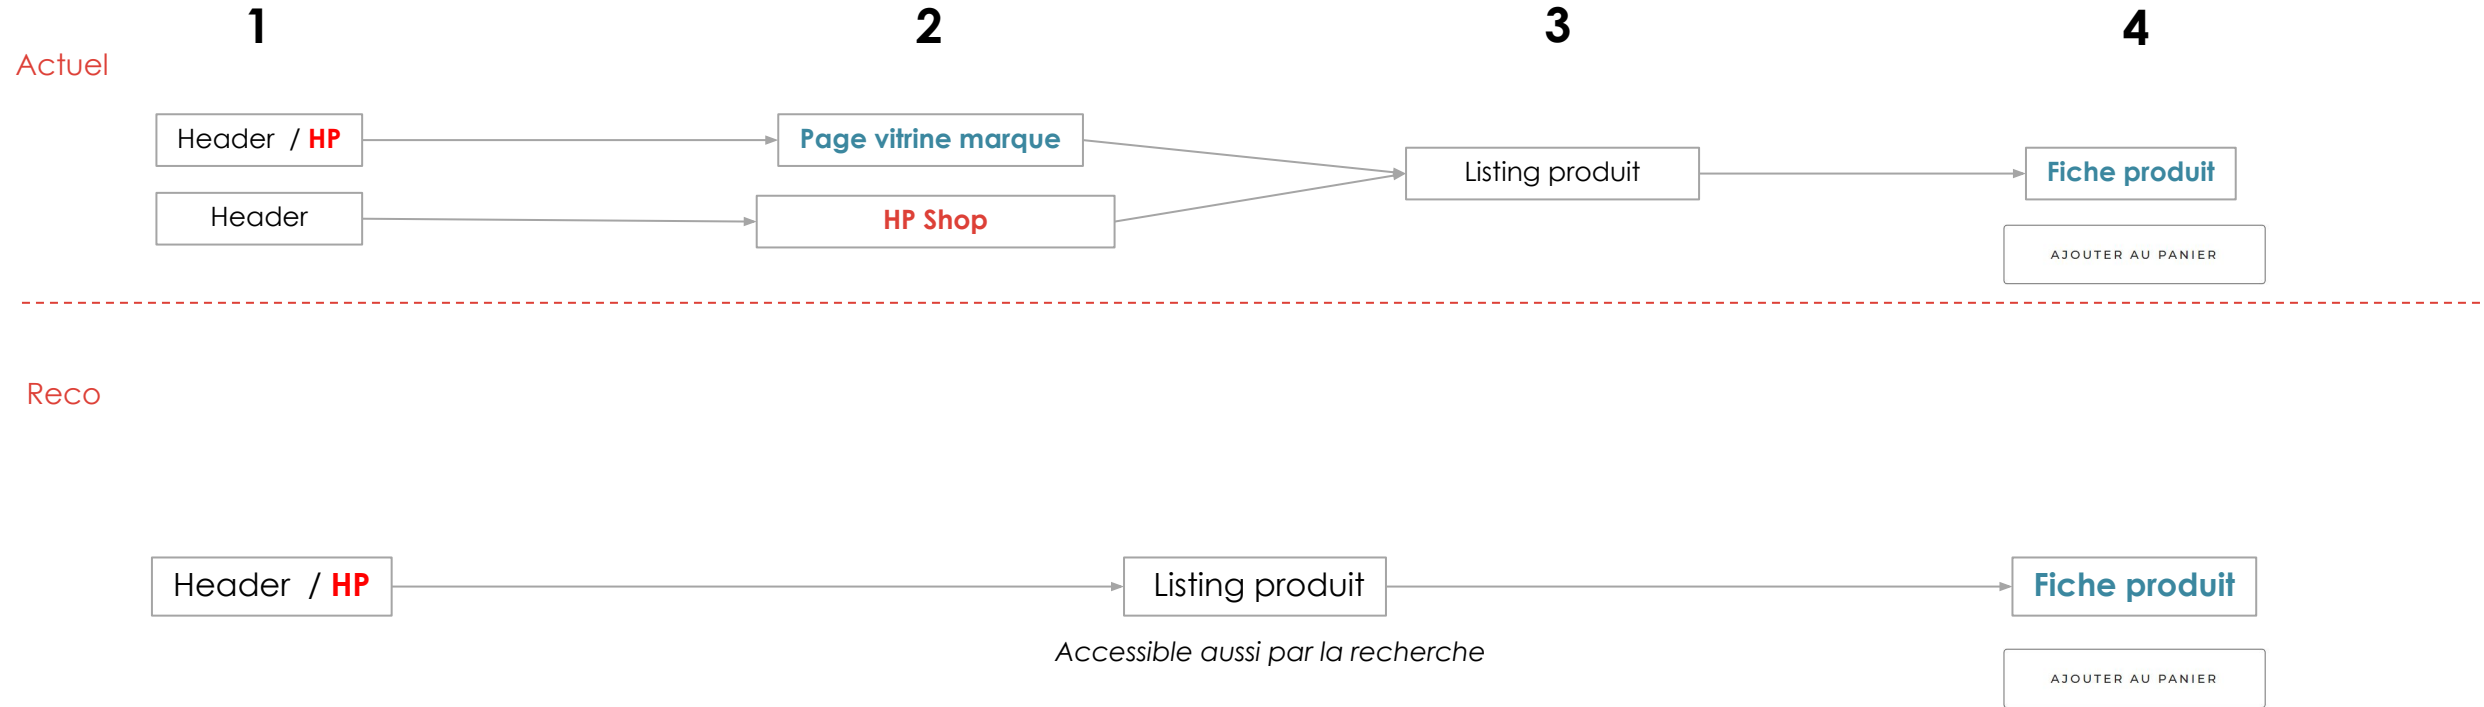 1 2 3 4
Actuel
Header / HP
Page vitrine marque
Listing produit
Fiche produit
Header
HP Shop
AJOUTER AU PANIER
Reco
Header / HP
Listing produit
Fiche produit
Accessible aussi par la recherche
AJOUTER AU PANIER